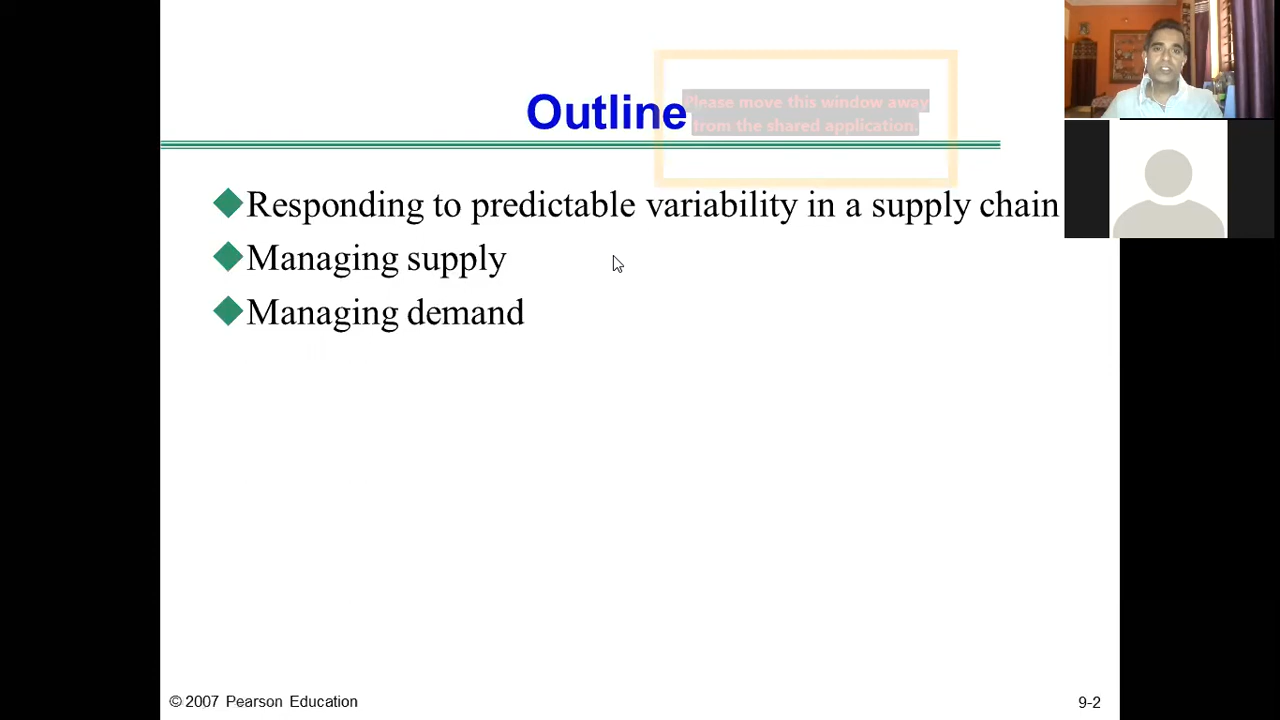 Outline
Please move this window away
from the shared application.
Responding to predictable variability in a supply chain
Managing supply
Managing demand
© 2007 Pearson Education
9-2